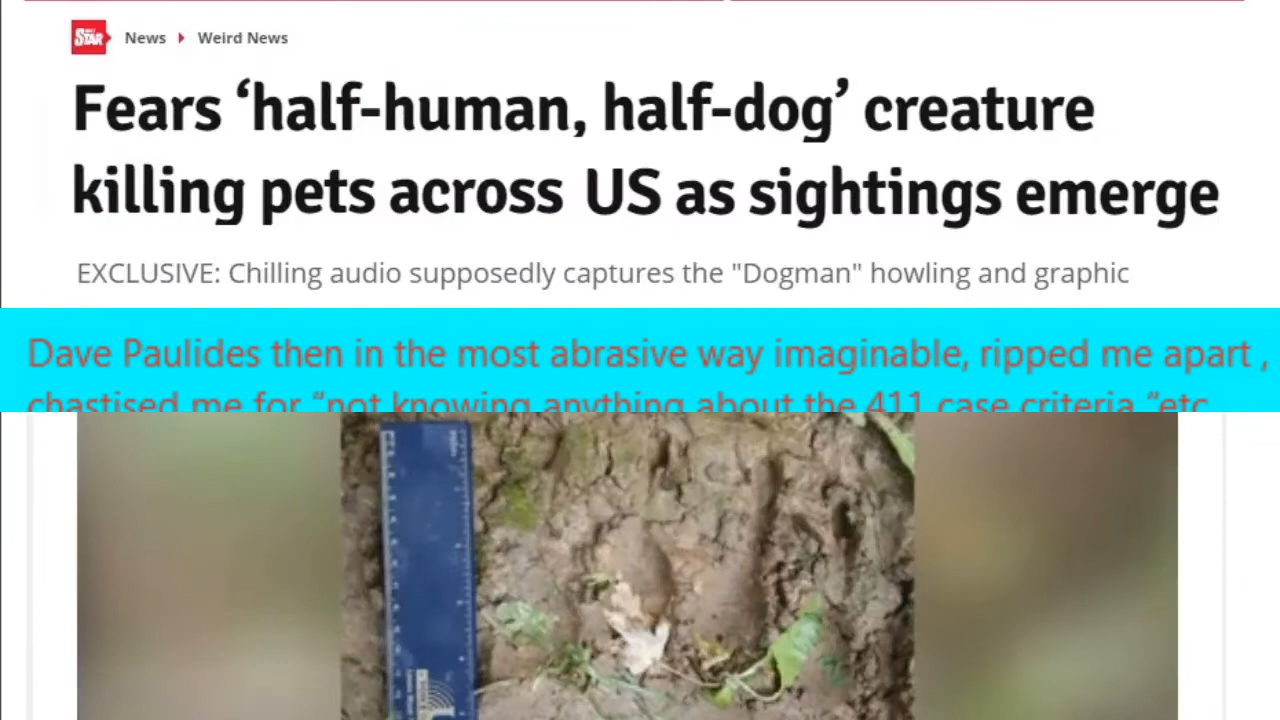 STAR
News Weird News
Fears ‘half-human, half-dog’ creature
killing pets across US as sightings emerge
EXCLUSIVE: Chilling audio supposedly captures the "Dogman" howling and graphic
Dave Paulides then in the most abrasive way imaginable, ripped me apart ,
chastised me for “not knowing anything about the 411 case criteria “etc